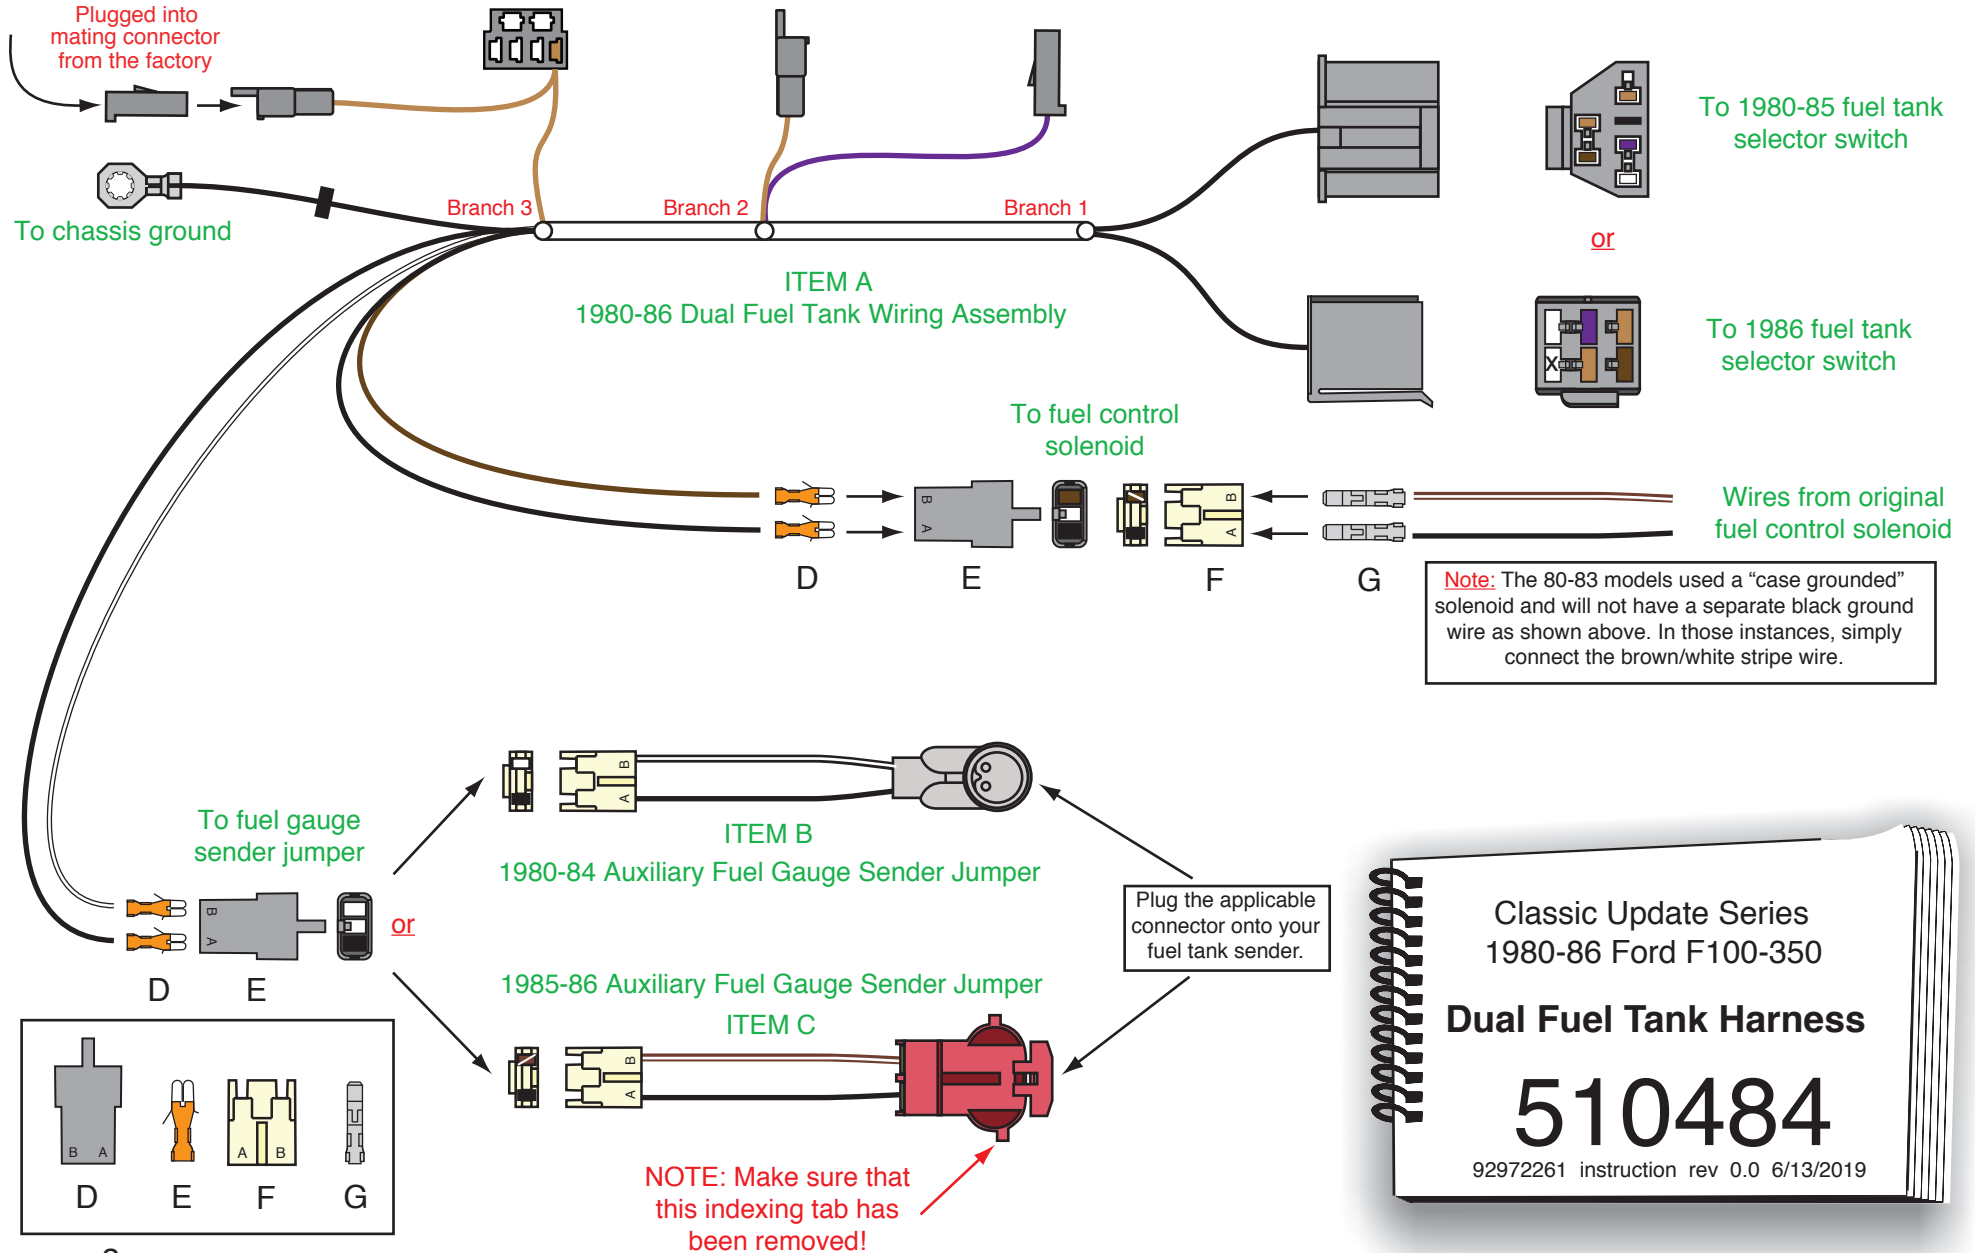 Plugged into
mating connector
from the factory
To chassis ground
Branch 3
Branch 2
Branch 1
ITEM A
1980-86 Dual Fuel Tank Wiring Assembly
To 1980-85 fuel tank
selector switch
or
To 1986 fuel tank
selector switch
X
To fuel control
solenoid
B
A
B
A
D
E
F
G
Wires from original
fuel control solenoid
Note: The 80-83 models used a “case grounded”
solenoid and will not have a separate black ground
wire as shown above. In those instances, simply
connect the brown/white stripe wire.
To fuel gauge
sender jumper
B
A
D
E
or
B
A
ITEM B
1980-84 Auxiliary Fuel Gauge Sender Jumper
Plug the applicable
connector onto your
fuel tank sender.
1985-86 Auxiliary Fuel Gauge Sender Jumper
ITEM C
B
A
NOTE: Make sure that
this indexing tab has
been removed!
B A
A B
D
E
F
G
Classic Update Series
1980-86 Ford F100-350
Dual Fuel Tank Harness
510484
92972261 instruction rev 0.0 6/13/2019